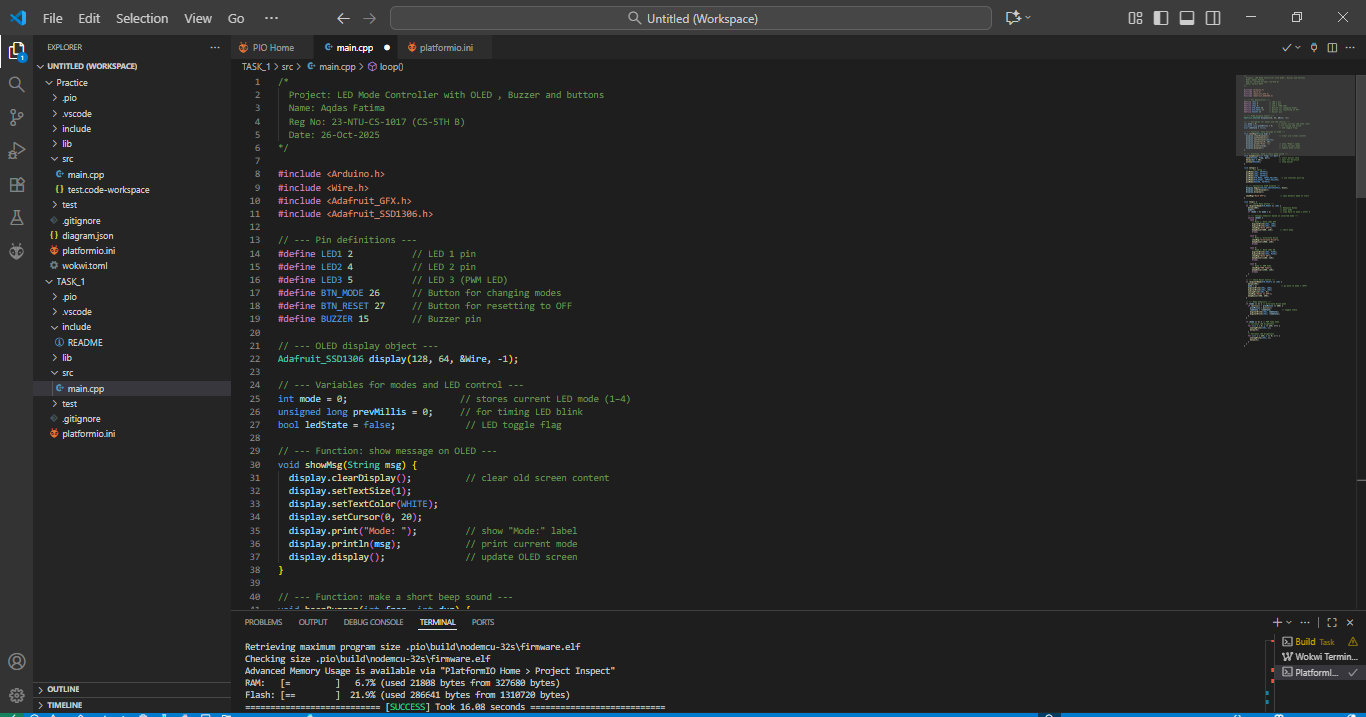 File Edit Selection View Go ··· Untitled (Workspace)
EXPLORER ···
UNTITLED (WORKSPACE)
Practice
.pio
.vscode
include
lib
src
main.cpp
{} test.code-workspace
test
.gitignore
{} diagram.json
platformio.ini
wokwi.toml
TASK_1
.pio
.vscode
include
README
lib
src
main.cpp
test
.gitignore
platformio.ini
OUTLINE
TIMELINE
1
PIO Home main.cpp platformio.ini
TASK_1 > src > main.cpp > loop()
1 /*
2 Project: LED Mode Controller with OLED , Buzzer and buttons
3 Name: Aqdas Fatima
4 Reg No: 23-NTU-CS-1017 (CS-5TH B)
5 Date: 26-Oct-2025
6 */
7
8 #include <Arduino.h>
9 #include <Wire.h>
10 #include <Adafruit_GFX.h>
11 #include <Adafruit_SSD1306.h>
12
13 // --- Pin definitions ---
14 #define LED1 2 // LED 1 pin
15 #define LED2 4 // LED 2 pin
16 #define LED3 5 // LED 3 (PWM LED)
17 #define BTN_MODE 26 // Button for changing modes
18 #define BTN_RESET 27 // Button for resetting to OFF
19 #define BUZZER 15 // Buzzer pin
20
21 // --- OLED display object ---
22 Adafruit_SSD1306 display(128, 64, &Wire, -1);
23
24 // --- Variables for modes and LED control ---
25 int mode = 0; // stores current LED mode (1–4)
26 unsigned long prevMillis = 0; // for timing LED blink
27 bool ledState = false; // LED toggle flag
28
29 // --- Function: show message on OLED ---
30 void showMsg(String msg) {
31 display.clearDisplay(); // clear old screen content
32 display.setTextSize(1);
33 display.setTextColor(WHITE);
34 display.setCursor(0, 20);
35 display.print("Mode: "); // show "Mode:" label
36 display.println(msg); // print current mode
37 display.display(); // update OLED screen
38 }
39
40 // --- Function: make a short beep sound ---
PROBLEMS OUTPUT DEBUG CONSOLE TERMINAL PORTS
Retrieving maximum program size .pio\build\nodemcu-32s\firmware.elf
Checking size .pio\build\nodemcu-32s\firmware.elf
Advanced Memory Usage is available via "PlatformIO Home > Project Inspect"
RAM: [= ] 6.7% (used 21808 bytes from 327680 bytes)
Flash: [== ] 21.9% (used 286641 bytes from 1310720 bytes)
========================= [SUCCESS] Took 16.08 seconds =========================
Build Task
Wokwi Termin...
PlatformI...